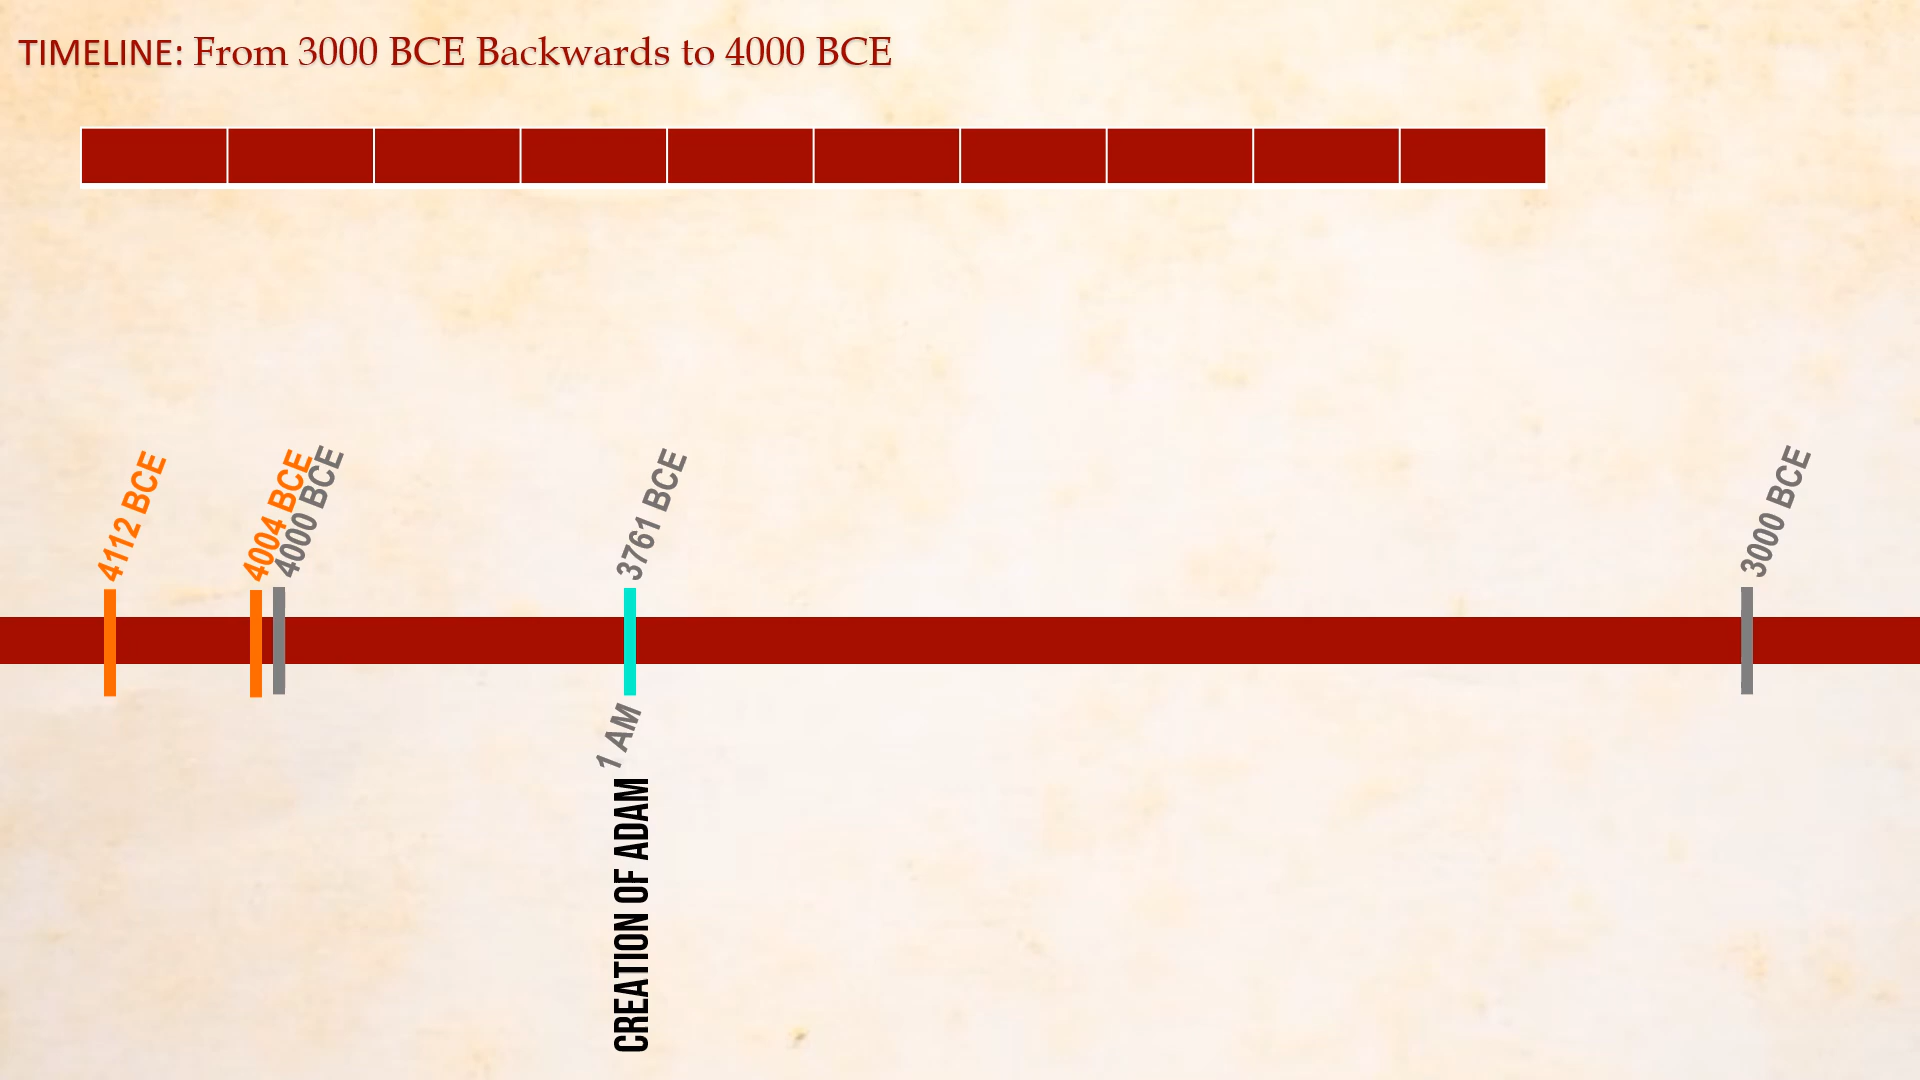 TIMELINE: From 3000 BCE Backwards to 4000 BCE
4112 BCE
4004 BCE
4000 BCE
3761 BCE
3000 BCE
1 AM
CREATION OF ADAM